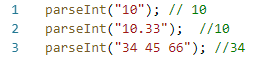 1 parseInt("10"); // 10
2 parseInt("10.33");  //10
3 parseInt("34 45 66"); //34